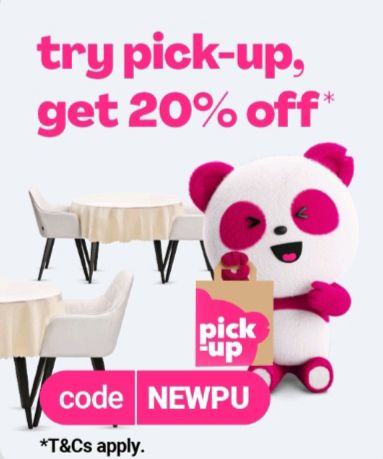 try pick-up,
get 20% off*
pick
-up
code NEWPU
*T&Cs apply.